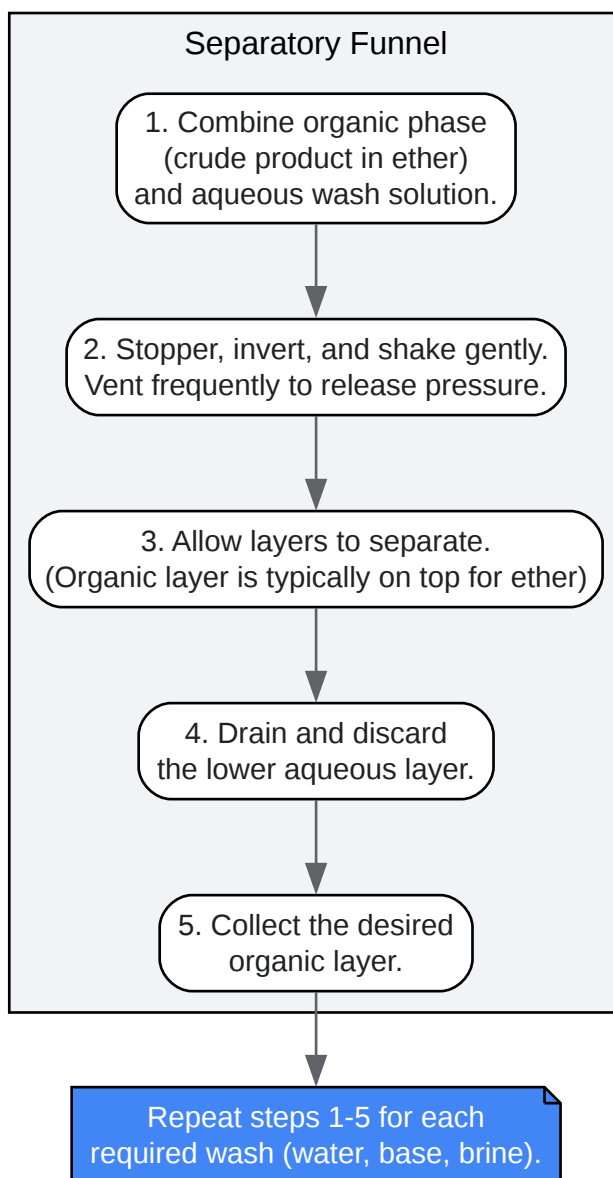 Separatory Funnel
1. Combine organic phase
(crude product in ether)
and aqueous wash solution.
2. Stopper, invert, and shake gently.
Vent frequently to release pressure.
3. Allow layers to separate.
(Organic layer is typically on top for ether)
4. Drain and discard
the lower aqueous layer.
5. Collect the desired
organic layer.
Repeat steps 1-5 for each
required wash (water, base, brine).